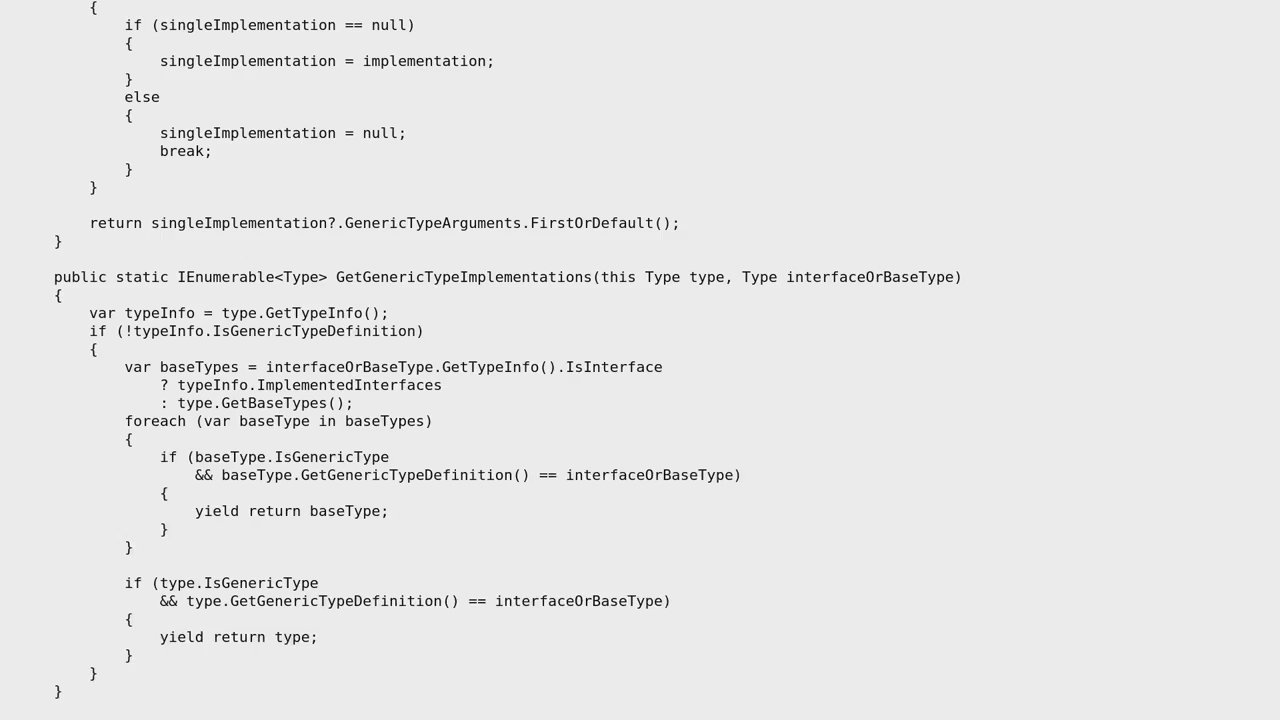 {
if (singleImplementation == null)
{
singleImplementation = implementation;
}
else
{
singleImplementation = null;
break;
}
}
return singleImplementation?.GenericTypeArguments.FirstOrDefault();
}
public static IEnumerable<Type> GetGenericTypeImplementations(this Type type, Type interfaceOrBaseType)
{
var typeInfo = type.GetTypeInfo();
if (!typeInfo.IsGenericTypeDefinition)
{
var baseTypes = interfaceOrBaseType.GetTypeInfo().IsInterface
? typeInfo.ImplementedInterfaces
: type.GetBaseTypes();
foreach (var baseType in baseTypes)
{
if (baseType.IsGenericType
&& baseType.GetGenericTypeDefinition() == interfaceOrBaseType)
{
yield return baseType;
}
}
if (type.IsGenericType
&& type.GetGenericTypeDefinition() == interfaceOrBaseType)
{
yield return type;
}
}
}